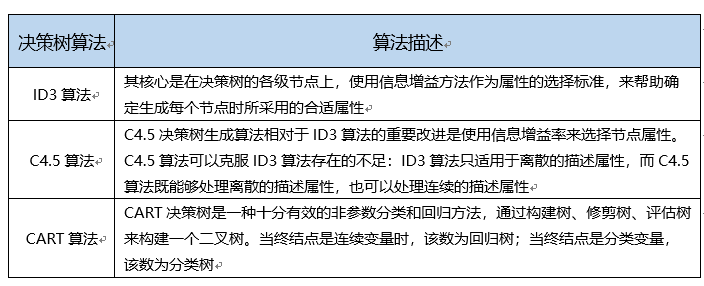 决策树算法
算法描述
ID3 算法
其核心是在决策树的各级节点上，使用信息增益方法作为属性的选择标准，来帮助确
定生成每个节点时所采用的合适属性
C4.5 算法
C4.5 决策树生成算法相对于 ID3 算法的重要改进是使用信息增益率来选择节点属性。
C4.5 算法可以克服 ID3 算法存在的不足：ID3 算法只适用于离散的描述属性，而 C4.5
算法既能够处理离散的描述属性，也可以处理连续的描述属性
CART 算法
CART 决策树是一种十分有效的非参数分类和回归方法，通过构建树、修剪树、评估树
来构建一个二叉树。当终结点是连续变量时，该数为回归树；当终结点是分类变量，
该数为分类树